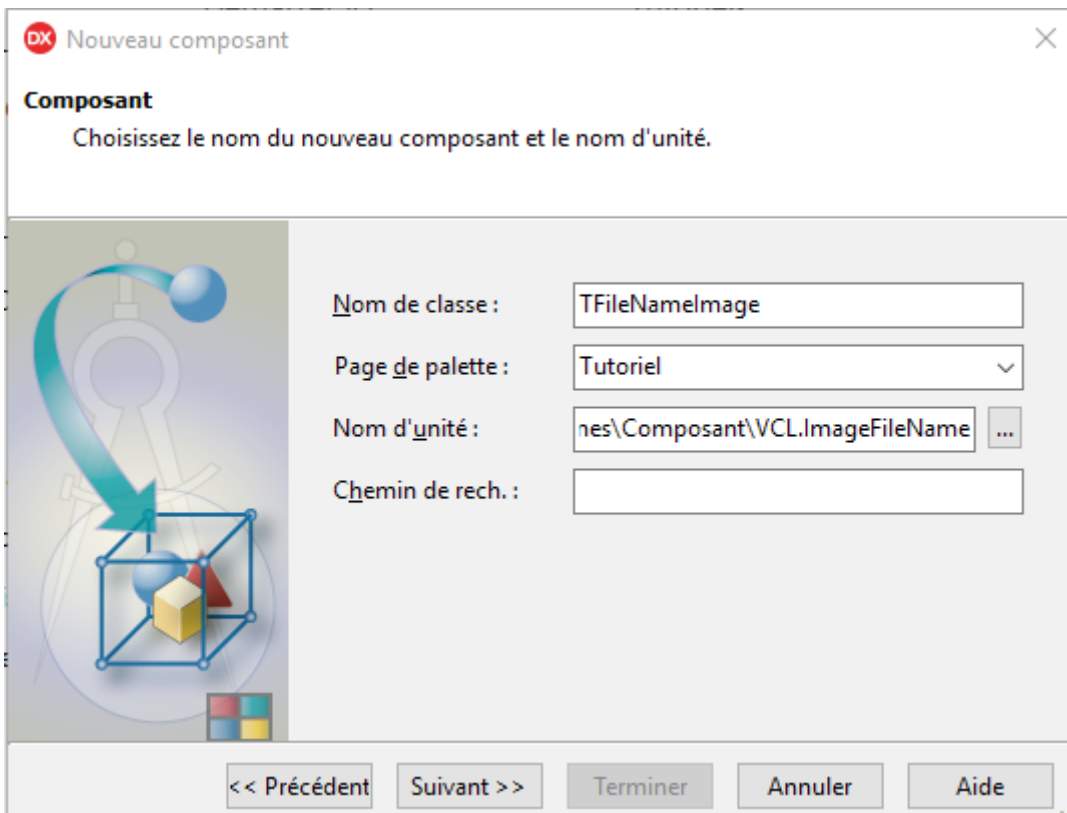 DX Nouveau composant
Composant
Choisissez le nom du nouveau composant et le nom d'unité.
Nom de classe : TFileNameImage
Page de palette : Tutoriel
Nom d'unité : nes\Composant\VCL.ImageFileName ...
Chemin de rech. :
<< Précédent Suivant >> Terminer Annuler Aide